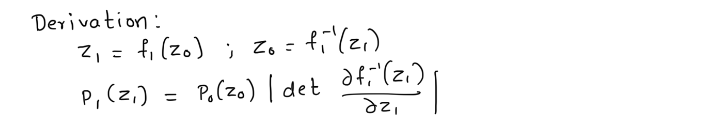 Derivation:
z₁ = f₁(z₀) ; z₀ = f₁⁻¹(z₁)
P₁(z₁) = P₀(z₀) | det ∂f₁⁻¹(z₁)/∂z₁ |